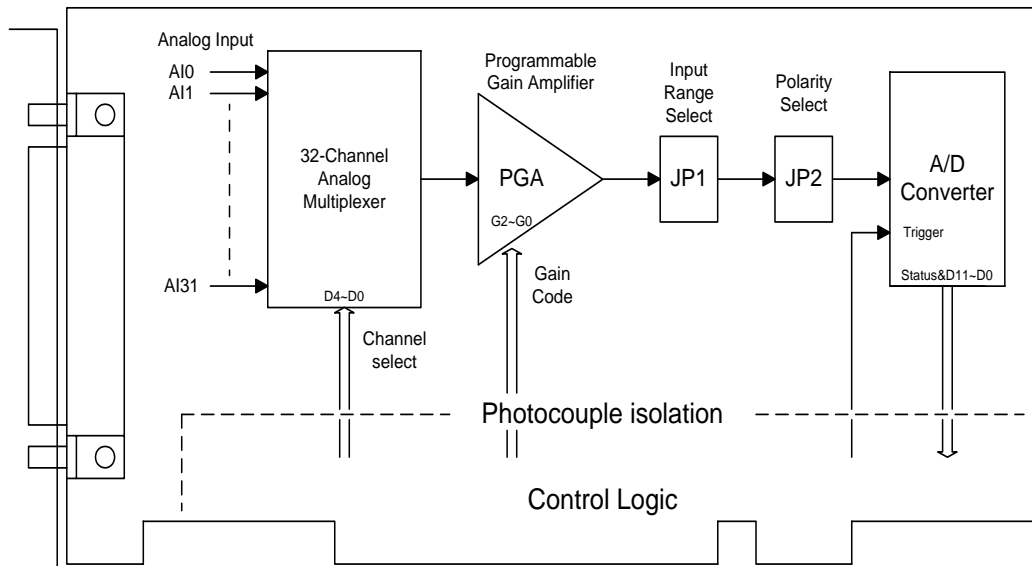 Analog Input
AI0
AI1
AI31
32-Channel
Analog
Multiplexer
D4~D0
Channel
select
Programmable
Gain Amplifier
PGA
G2~G0
Gain
Code
Input
Range
Select
JP1
Polarity
Select
JP2
A/D
Converter
Trigger
Status&D11~D0
Photocouple isolation
Control Logic